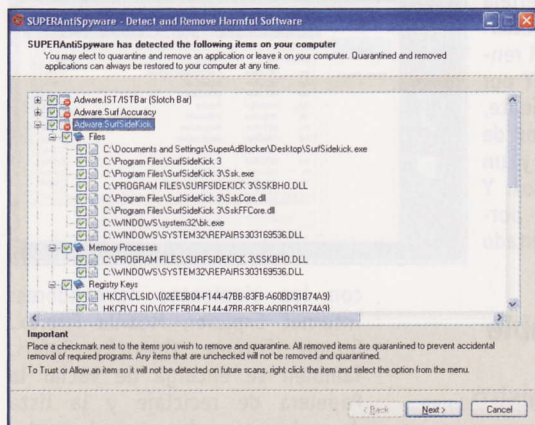 SUPERAntiSpyware - Detect and Remove Harmful Software
SUPERAntiSpyware has detected the following items on your computer
You may elect to quarantine and remove an application or leave it on your computer. Quarantined and removed
applications can always be restored to your computer at any time.
Adware.IST/ISTBar (Slotch Bar)
Adware Surf Accuracy
Adware.SurfSideKick
Files
C:\Documents and Settings\SuperAdBlocker\Desktop\SurfSidekick.exe
C:\Program Files\SurfSideKick 3
C:\Program Files\SurfSideKick 3\Ssk.exe
C:\PROGRAM FILES\SURFSIDEKICK 3\SSKBHO.DLL
C:\Program Files\SurfSideKick 3\SskCore.dll
C:\Program Files\SurfSideKick 3\SskFFCore.dll
C:\WINDOWS\system32\bk.exe
C:\WINDOWS\SYSTEM32\REPAIRS303169536.DLL
Memory Processes
C:\PROGRAM FILES\SURFSIDEKICK 3\SSKBHO.DLL
C:\WINDOWS\SYSTEM32\REPAIRS303169536.DLL
Registry Keys
HKCR\CLSID\{02EE5B04-F144-47BB-83FB-A60BD91B74A9}
HKCR\CLSID\{02EE5B04-F144-47BB-83FB-A60BD91B74A9}
Important
Place a checkmark next to the items you wish to remove and quarantine. All removed items are quarantined to prevent accidental
removal of required programs. Any items that are unchecked will not be removed and quarantined.
To Trust or Allow an item so it will not be detected on future scans, right click the item and select the option from the menu.
< Back
Next >
Cancel